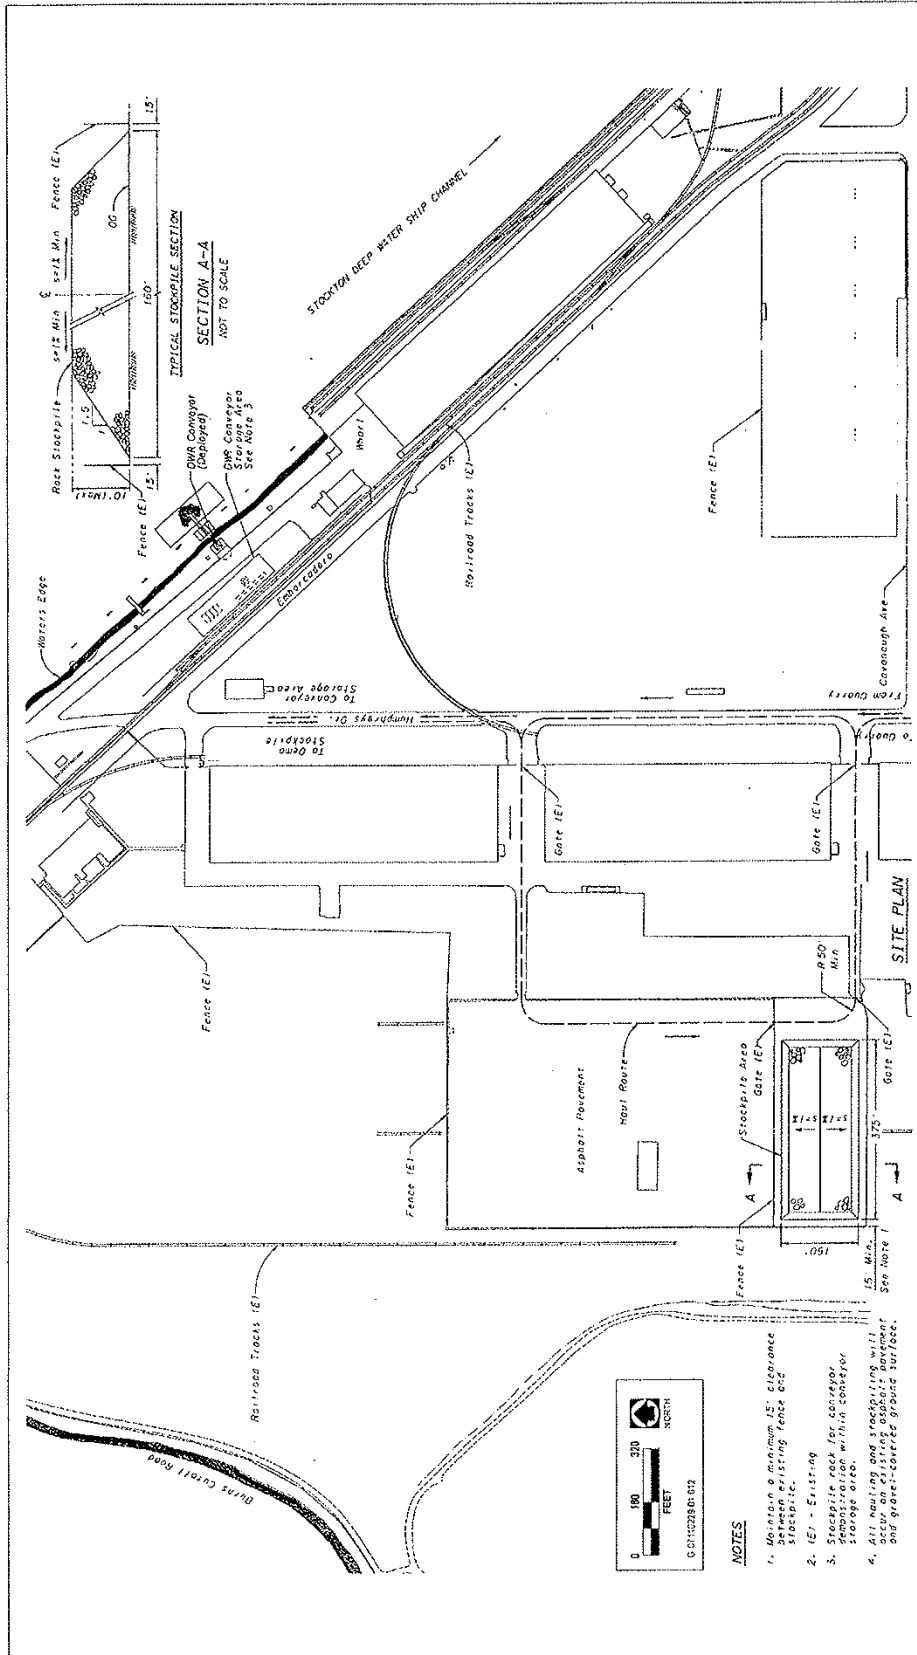 Rock Stockpile
s=1% Min
℄
s=1% Min
Fence (E)
10' (Max)
1.5
1
OG
15'
160'
15'
Fence (E)
TYPICAL STOCKPILE SECTION
SECTION A-A
NOT TO SCALE
STOCKTON DEEP WATER SHIP CHANNEL
Waters Edge
DWR Conveyor
(Deployed)
DWR Conveyor
Storage Area
See Note 3
Wharf
Embarcadero
Railroad Tracks (E)
Fence (E)
Cavanaugh Ave
To Conveyor
Storage Area
Humphreys Dr.
To Demo
Stockpile
From Quarry
To Quarry
Gate (E)
Gate (E)
Fence (E)
Fence (E)
Asphalt Pavement
Haul Route
Stockpile Area
Gate (E)
R 50'
Min
Gate (E)
SITE PLAN
A
A
s=1%
s=1%
375'
Fence (E)
15' Min.
See Note 1
Railroad Tracks (E)
Burns Cutoff Road
0 160 320
FEET
NORTH
NOTES
1. Maintain a minimum 15' clearance
between existing fence and
stockpile.
2. (E) - Existing
3. Stockpile rock for conveyor
demonstration within conveyor
storage area.
4. All hauling and stockpiling will
occur on existing asphalt pavement
and gravel-covered ground surface.